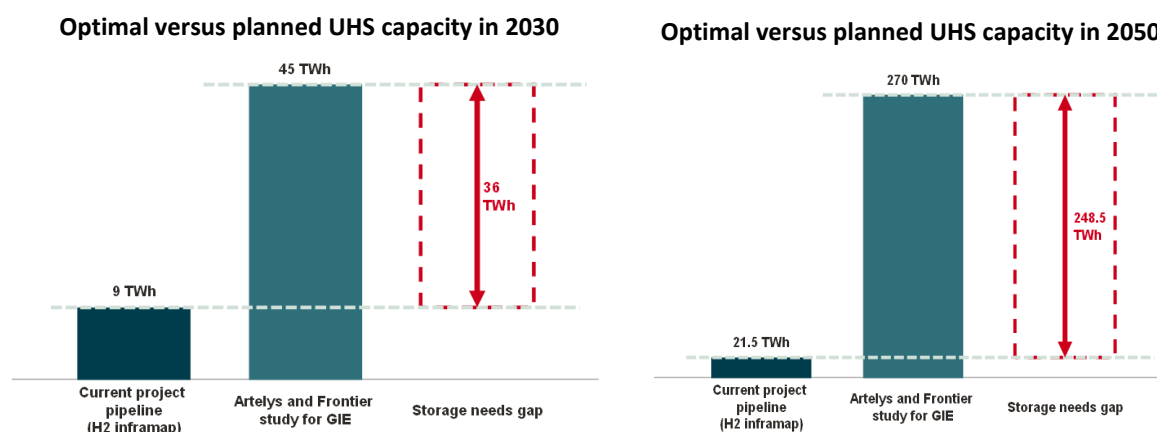 Optimal versus planned UHS capacity in 2030
45 TWh
36
TWh
9 TWh
Current project
pipeline
(H2 inframap)
Artelys and Frontier
study for GIE
Storage needs gap
Optimal versus planned UHS capacity in 2050
270 TWh
248.5
TWh
21.5 TWh
Current project
pipeline
(H2 inframap)
Artelys and Frontier
study for GIE
Storage needs gap